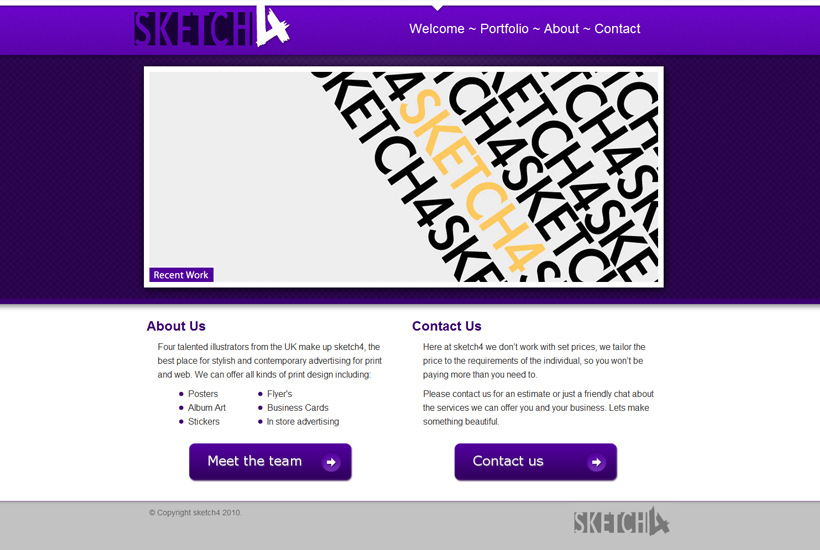 SKETCH4
Welcome ~ Portfolio ~ About ~ Contact
SKETCH4SKE
4SKETCH4S
CH4SKETC
KETCH4SKE
TCH4SK
Recent Work
About Us
Four talented illustrators from the UK make up sketch4, the
best place for stylish and contemporary advertising for print
and web. We can offer all kinds of print design including:
Posters
Album Art
Stickers
Flyer's
Business Cards
In store advertising
Meet the team
Contact Us
Here at sketch4 we don't work with set prices, we tailor the
price to the requirements of the individual, so you won't be
paying more than you need to.
Please contact us for an estimate or just a friendly chat about
the services we can offer you and your business. Lets make
something beautiful.
Contact us
© Copyright sketch4 2010.
SKETCH4